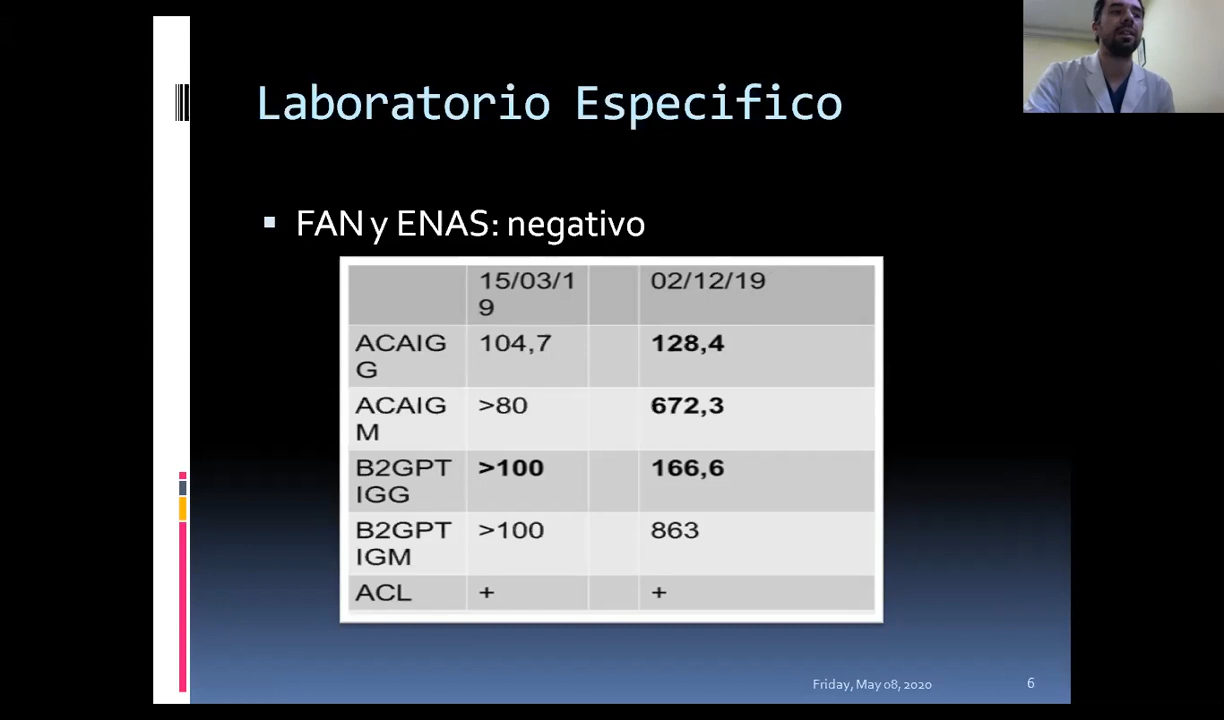 Laboratorio Especifico
FAN y ENAS: negativo
15/03/1
9
02/12/19
ACAIG
G
104,7
128,4
ACAIG
M
>80
672,3
B2GPT
IGG
>100
166,6
B2GPT
IGM
>100
863
ACL
+
+
Friday, May 08, 2020
6